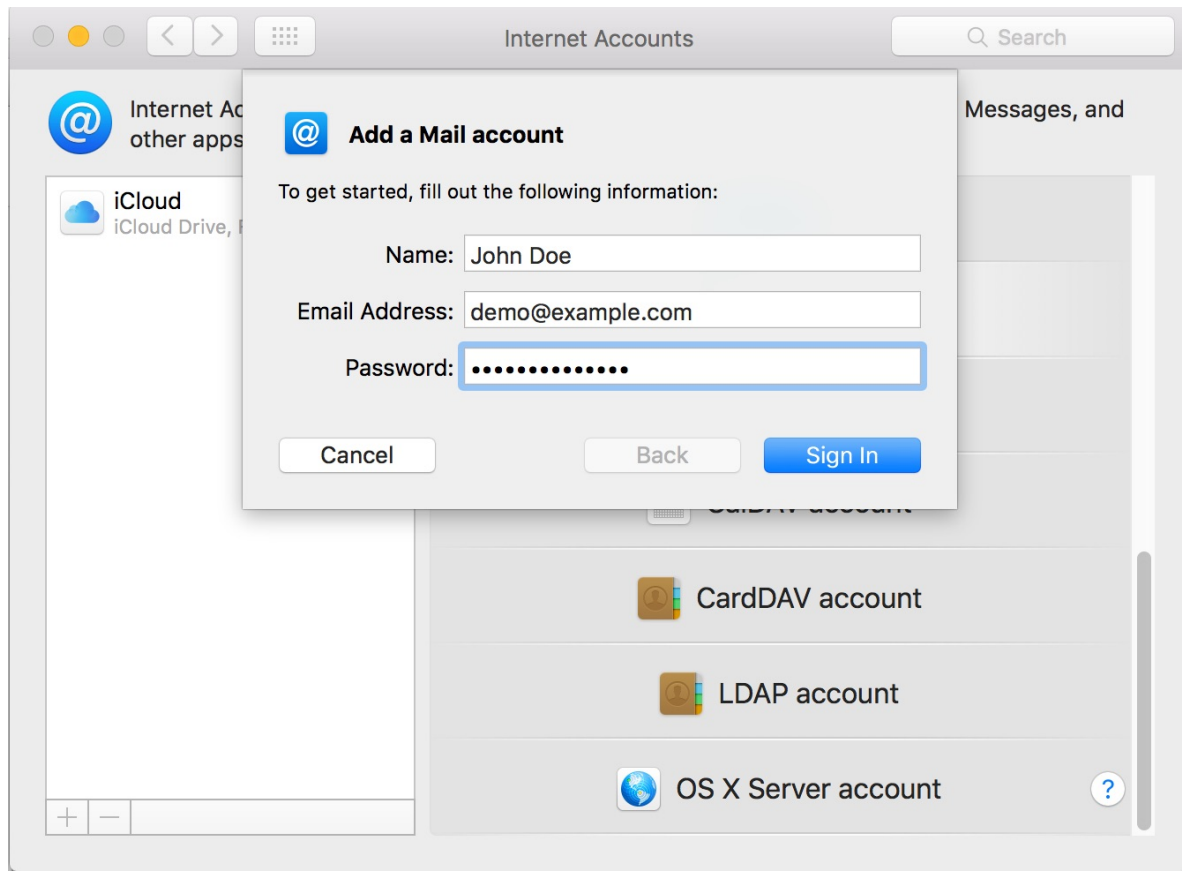 Internet Accounts
Search
Internet Ac
other apps
Messages, and
Add a Mail account
To get started, fill out the following information:
iCloud
iCloud Drive,
Name: John Doe
Email Address: demo@example.com
Password: ••••••••••••••
Cancel
Back
Sign In
CalDAV account
CardDAV account
LDAP account
OS X Server account
?